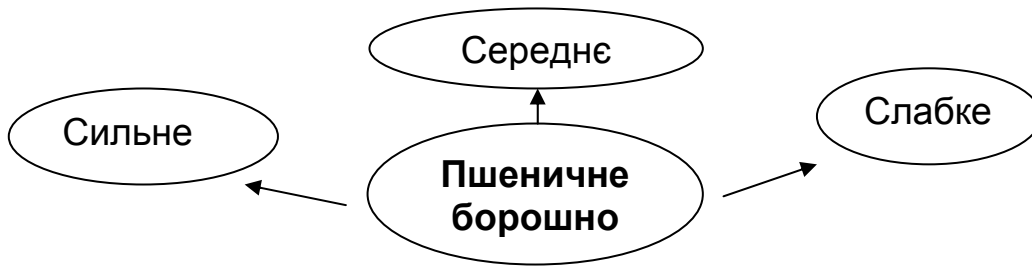 Середнє
Сильне
Слабке
Пшеничне
борошно